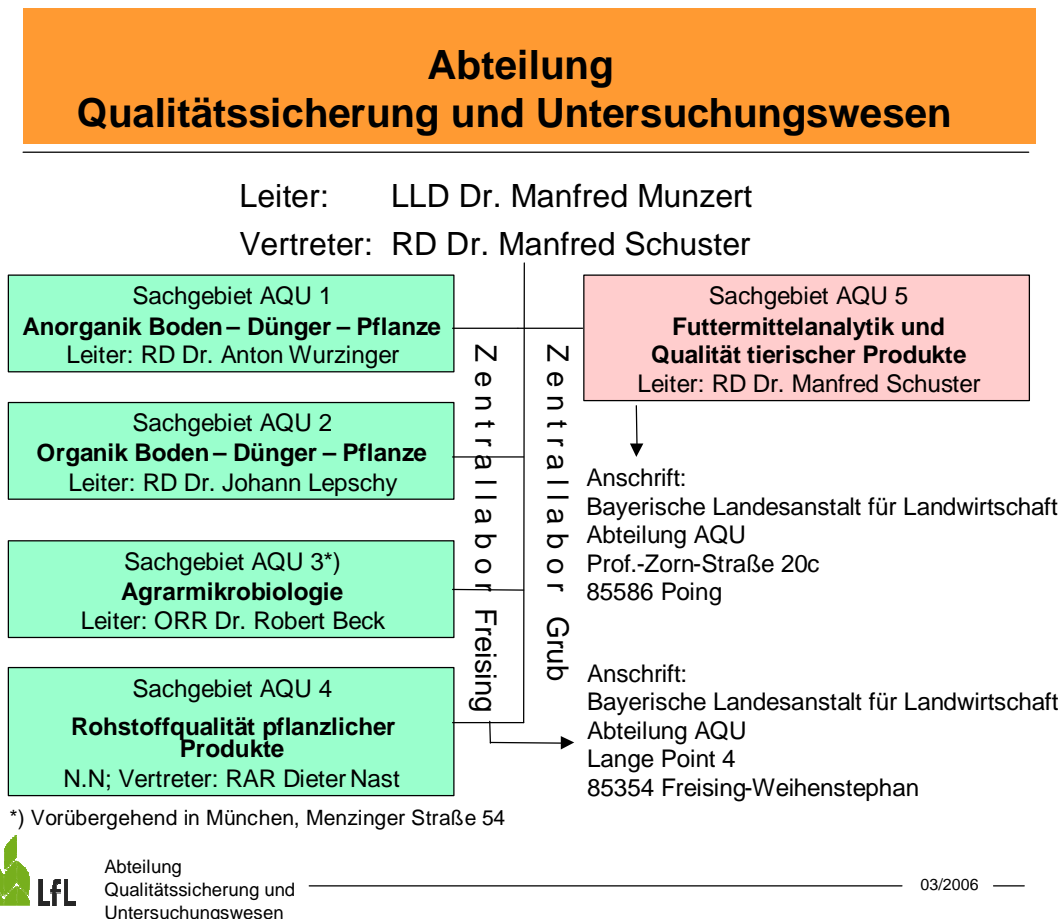 Abteilung
Qualitätssicherung und Untersuchungswesen
Leiter: LLD Dr. Manfred Munzert
Vertreter: RD Dr. Manfred Schuster
Sachgebiet AQU 1
Anorganik Boden – Dünger – Pflanze
Leiter: RD Dr. Anton Wurzinger
Sachgebiet AQU 2
Organik Boden – Dünger – Pflanze
Leiter: RD Dr. Johann Lepschy
Sachgebiet AQU 3*)
Agrarmikrobiologie
Leiter: ORR Dr. Robert Beck
Sachgebiet AQU 4
Rohstoffqualität pflanzlicher
Produkte
N.N; Vertreter: RAR Dieter Nast
Zentrallabor Freising
Zentrallabor Grub
Sachgebiet AQU 5
Futtermittelanalytik und
Qualität tierischer Produkte
Leiter: RD Dr. Manfred Schuster
Anschrift:
Bayerische Landesanstalt für Landwirtschaft
Abteilung AQU
Prof.-Zorn-Straße 20c
85586 Poing
Anschrift:
Bayerische Landesanstalt für Landwirtschaft
Abteilung AQU
Lange Point 4
85354 Freising-Weihenstephan
*) Vorübergehend in München, Menzinger Straße 54
LfL
Abteilung
Qualitätssicherung und
Untersuchungswesen
03/2006